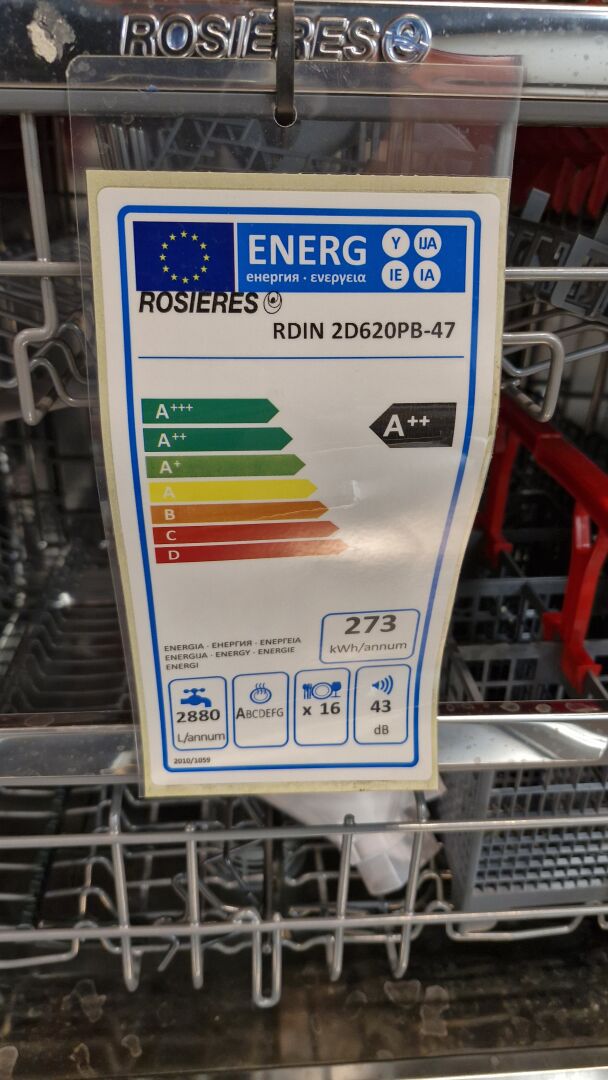 ROSIÈRES
ENERG
енергия · ενεργεια
Y IJA
IE IA
ROSIERES
RDIN 2D620PB-47
A+++
A++
A++
A+
A
B
C
D
ENERGIA · ЕНЕРГИЯ · ΕΝΕΡΓΕΙΑ
ENERGIJA · ENERGY · ENERGIE
ENERGI
273
kWh/annum
2880
L/annum
ABCDEFG
x 16
43
dB
2010/1059